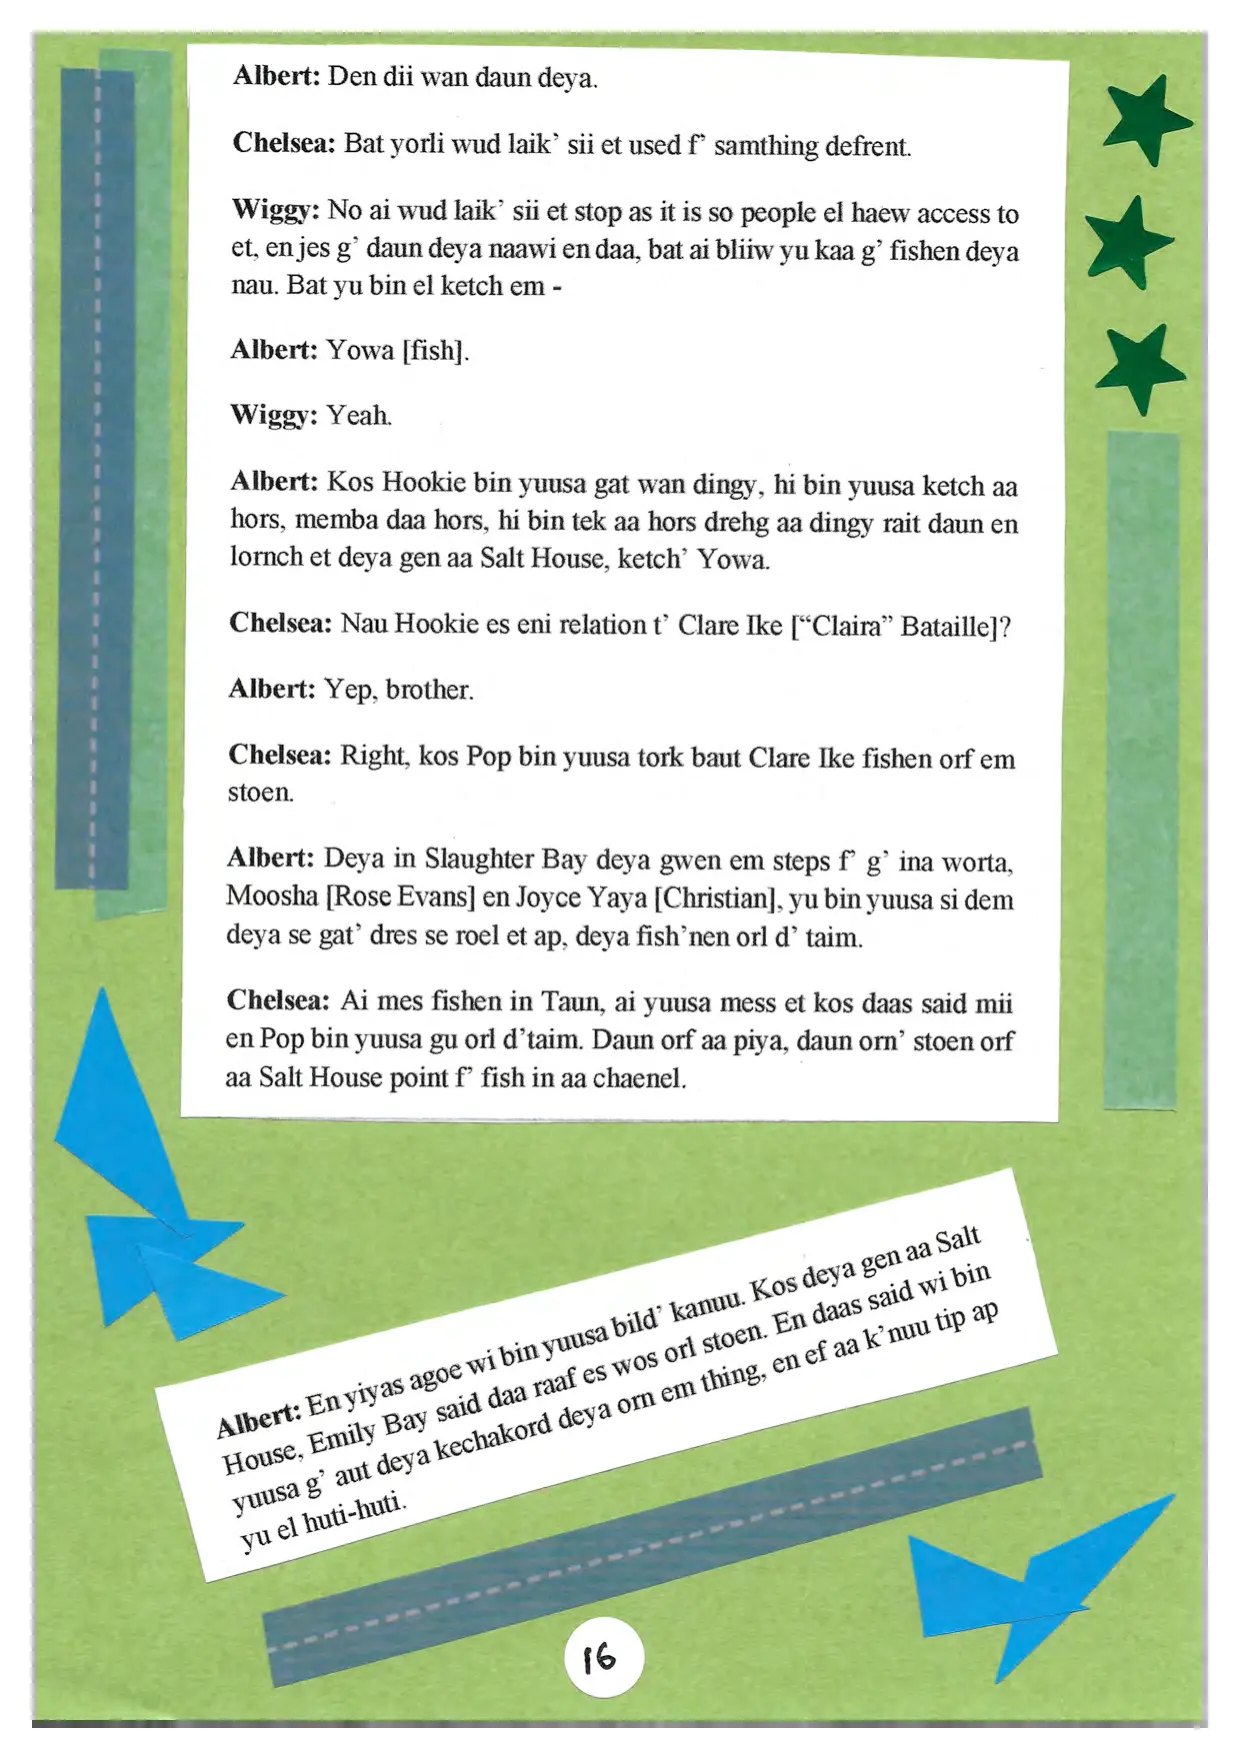 Albert: Den dii wan daun deya.
Chelsea: Bat yorli wud laik’ sii et used f’ samthing defrent.
Wiggy: No ai wud laik’ sii et stop as it is so people el haew access to
et, en jes g’ daun deya naawi en daa, bat ai bliiw yu kaa g’ fishen deya
nau. Bat yu bin el ketch em -
Albert: Yowa [fish].
Wiggy: Yeah.
Albert: Kos Hookie bin yuusa gat wan dingy, hi bin yuusa ketch aa
hors, memba daa hors, hi bin tek aa hors drehg aa dingy rait daun en
lornch et deya gen aa Salt House, ketch’ Yowa.
Chelsea: Nau Hookie es eni relation t’ Clare Ike [“Claira” Bataille]?
Albert: Yep, brother.
Chelsea: Right, kos Pop bin yuusa tork baut Clare Ike fishen orf em
stoen.
Albert: Deya in Slaughter Bay deya gwen em steps f’ g’ ina worta,
Moosha [Rose Evans] en Joyce Yaya [Christian], yu bin yuusa si dem
deya se gat’ dres se roel et ap, deya fish’nen orl d’ taim.
Chelsea: Ai mes fishen in Taun, ai yuusa mess et kos daas said mii
en Pop bin yuusa gu orl d’taim. Daun orf aa piya, daun orn’ stoen orf
aa Salt House point f’ fish in aa chaenel.
Albert: En yiyas agoe wi bin yuusa bild’ kanuu. Kos deya gen aa Salt
House, Emily Bay said daa raaf es wos orl stoen. En daas said wi bin
yuusa g’ aut deya kechakord deya orn em thing, en ef aa k’nuu tip ap
yu el huti-huti.
16